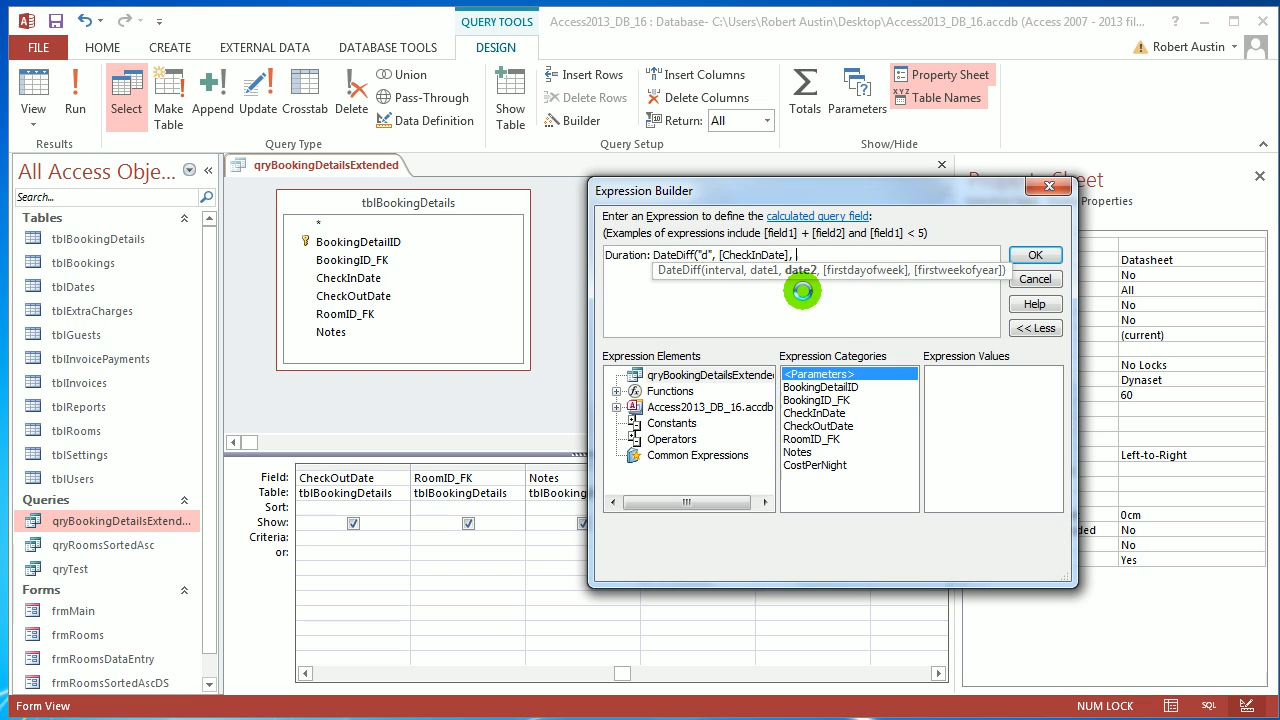 QUERY TOOLS
Access2013_DB_16 : Database- C:\Users\Robert Austin\Desktop\Access2013_DB_16.accdb (Access 2007 - 2013 fil...
FILE HOME CREATE EXTERNAL DATA DATABASE TOOLS DESIGN
Robert Austin
View
Run
Select
Make Table
Append
Update
Crosstab
Delete
Union
Pass-Through
Data Definition
Show Table
Insert Rows
Delete Rows
Builder
Insert Columns
Delete Columns
Return: All
Totals
Parameters
Property Sheet
Table Names
Results
Query Type
Query Setup
Show/Hide
All Access Obje...
Search...
Tables
tblBookingDetails
tblBookings
tblDates
tblExtraCharges
tblGuests
tblInvoicePayments
tblInvoices
tblReports
tblRooms
tblSettings
tblUsers
Queries
qryBookingDetailsExtend...
qryRoomsSortedAsc
qryTest
Forms
frmMain
frmRooms
frmRoomsDataEntry
frmRoomsSortedAscDS
qryBookingDetailsExtended
tblBookingDetails
*
BookingDetailID
BookingID_FK
CheckInDate
CheckOutDate
RoomID_FK
Notes
Field: CheckOutDate RoomID_FK Notes
Table: tblBookingDetails tblBookingDetails tblBooking
Sort:
Show:
Criteria:
or:
Expression Builder
Enter an Expression to define the calculated query field:
(Examples of expressions include [field1] + [field2] and [field1] < 5)
Duration: DateDiff("d", [CheckInDate],
DateDiff(interval, date1, date2, [firstdayofweek], [firstweekofyear])
OK
Cancel
Help
<< Less
Expression Elements
qryBookingDetailsExtende
Functions
Access2013_DB_16.accdb
Constants
Operators
Common Expressions
Expression Categories
<Parameters>
BookingDetailID
BookingID_FK
CheckInDate
CheckOutDate
RoomID_FK
Notes
CostPerNight
Expression Values
Sheet
Properties
Datasheet
No
All
No
No
(current)
No Locks
Dynaset
60
Left-to-Right
0cm
ded No
No
Yes
Form View
NUM LOCK
SQL